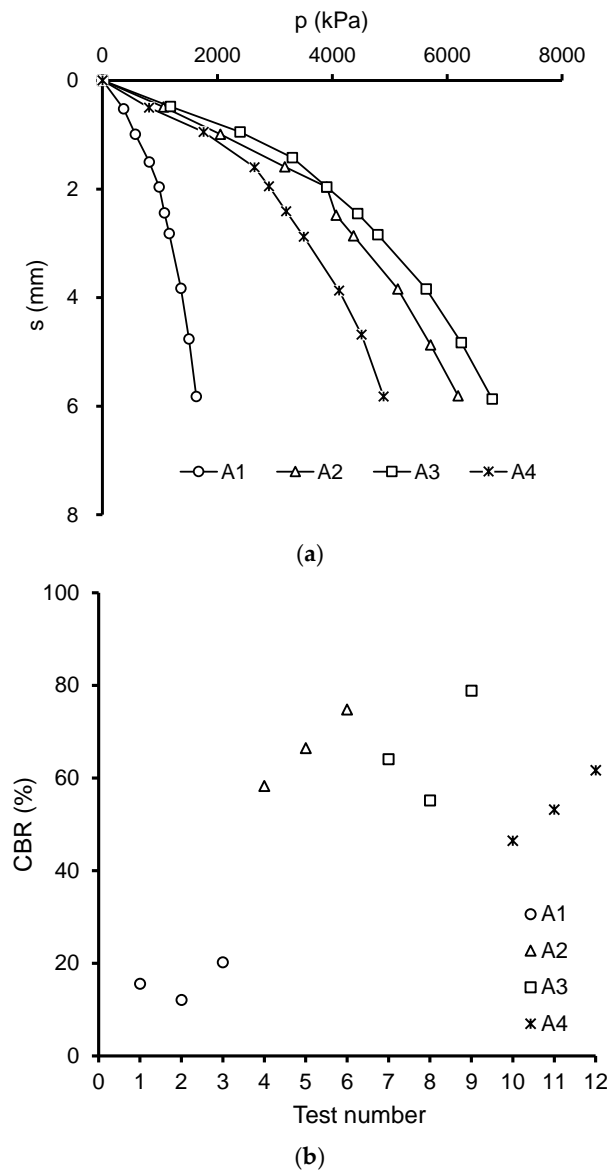 p (kPa)
0 2000 4000 6000 8000
0
2
4
6
8
s (mm)
A1 A2 A3 A4
(a)
100
80
60
40
20
0
CBR (%)
A1
A2
A3
A4
0 1 2 3 4 5 6 7 8 9 10 11 12
Test number
(b)